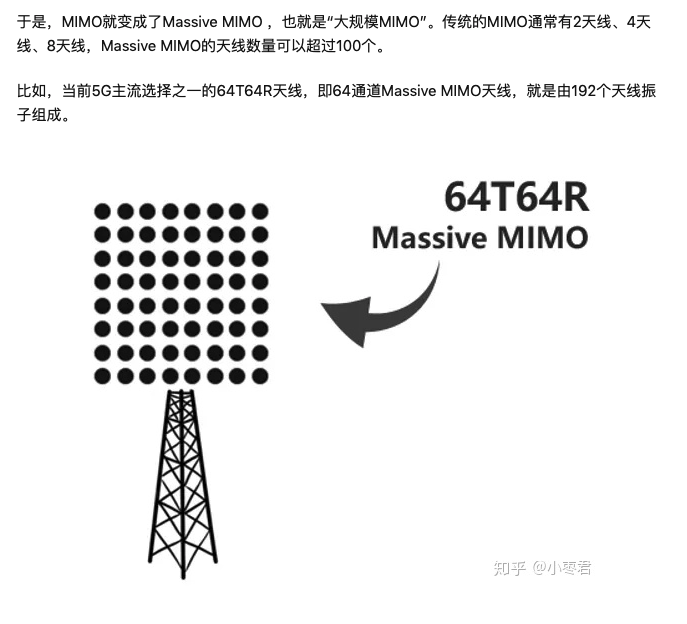 于是，MIMO就变成了Massive MIMO ，也就是“大规模MIMO”。传统的MIMO通常有2天线、4天
线、8天线，Massive MIMO的天线数量可以超过100个。
比如，当前5G主流选择之一的64T64R天线，即64通道Massive MIMO天线，就是由192个天线振
子组成。
64T64R
Massive MIMO
知乎 @小枣君